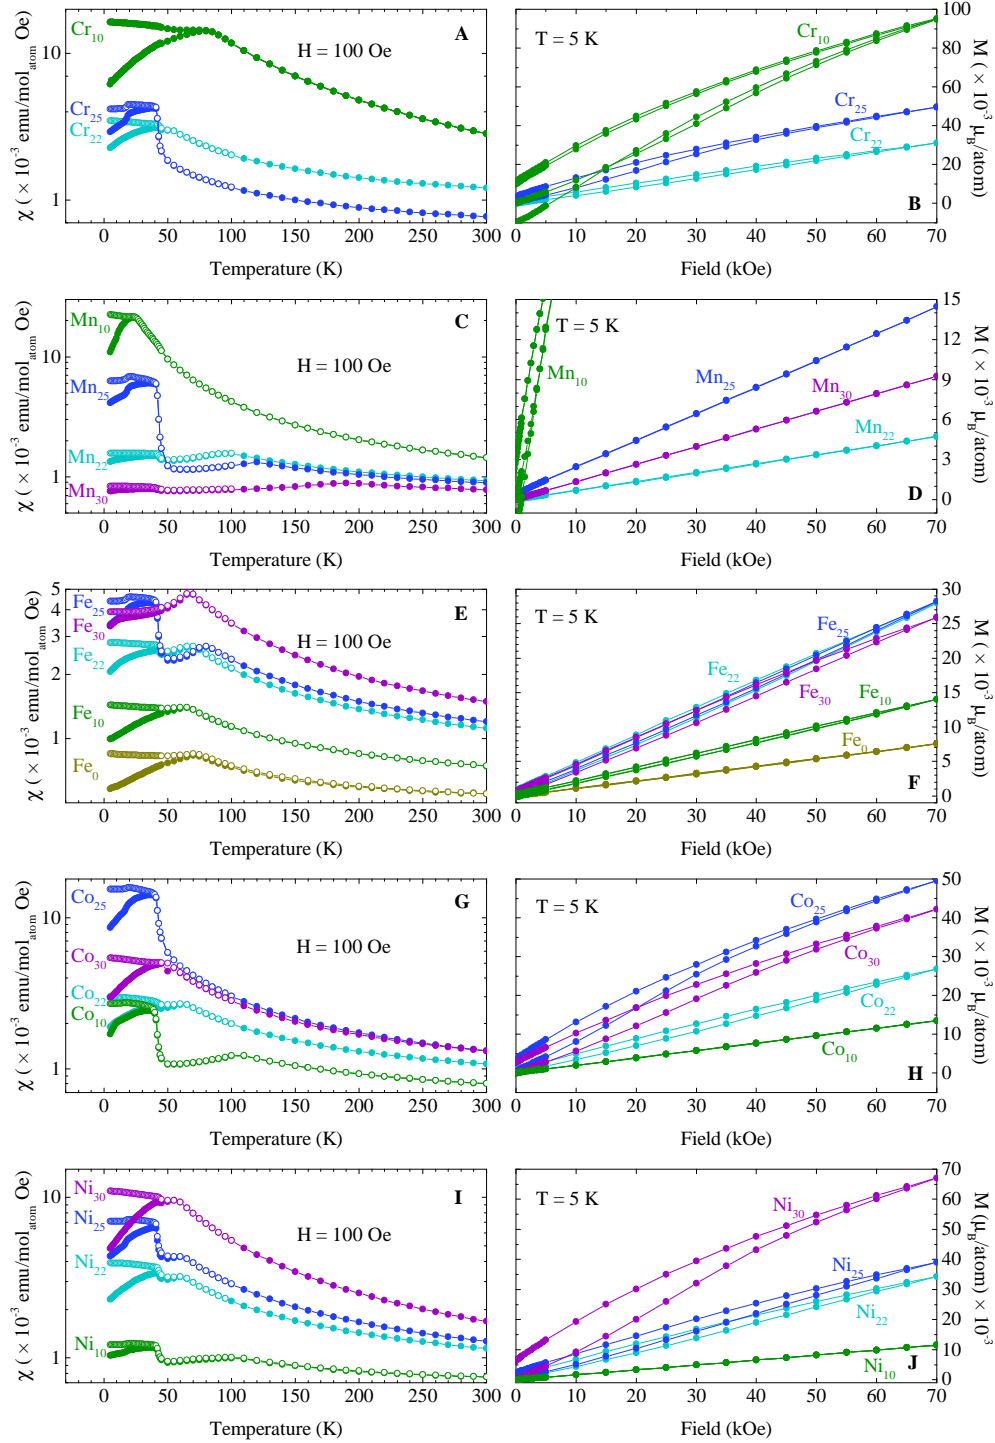 A
H = 100 Oe
Cr10
Cr25
Cr22
10
1
χ ( × 10-3 emu/molatom Oe)
0 50 100 150 200 250 300
Temperature (K)
T = 5 K
Cr10
Cr25
Cr22
B
100
80
60
40
20
0
M ( × 10-3 μB/atom)
0 10 20 30 40 50 60 70
Field (kOe)
C
H = 100 Oe
Mn10
Mn25
Mn22
Mn30
10
1
χ ( × 10-3 emu/molatom Oe)
0 50 100 150 200 250 300
Temperature (K)
T = 5 K
Mn10
Mn25
Mn30
Mn22
D
15
12
9
6
3
0
M ( × 10-3 μB/atom)
0 10 20 30 40 50 60 70
Field (kOe)
E
H = 100 Oe
Fe25
Fe30
Fe22
Fe10
Fe0
5
4
3
2
1
χ ( × 10-3 emu/molatom Oe)
0 50 100 150 200 250 300
Temperature (K)
T = 5 K
Fe25
Fe22
Fe30
Fe10
Fe0
F
30
25
20
15
10
5
0
M ( × 10-3 μB/atom)
0 10 20 30 40 50 60 70
Field (kOe)
G
H = 100 Oe
Co25
Co30
Co22
Co10
10
1
χ ( × 10-3 emu/molatom Oe)
0 50 100 150 200 250 300
Temperature (K)
T = 5 K
Co25
Co30
Co22
Co10
H
50
40
30
20
10
0
M ( × 10-3 μB/atom)
0 10 20 30 40 50 60 70
Field (kOe)
I
H = 100 Oe
Ni30
Ni25
Ni22
Ni10
10
1
χ ( × 10-3 emu/molatom Oe)
0 50 100 150 200 250 300
Temperature (K)
T = 5 K
Ni30
Ni25
Ni22
Ni10
J
70
60
50
40
30
20
10
0
M (μB/atom) ×10-3
0 10 20 30 40 50 60 70
Field (kOe)